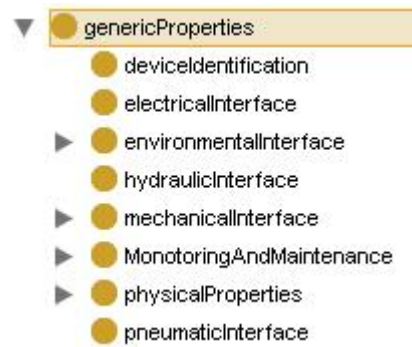 genericProperties
deviceIdentification
electricalInterface
environmentalInterface
hydraulicInterface
mechanicalInterface
MonotoringAndMaintenance
physicalProperties
pneumaticInterface